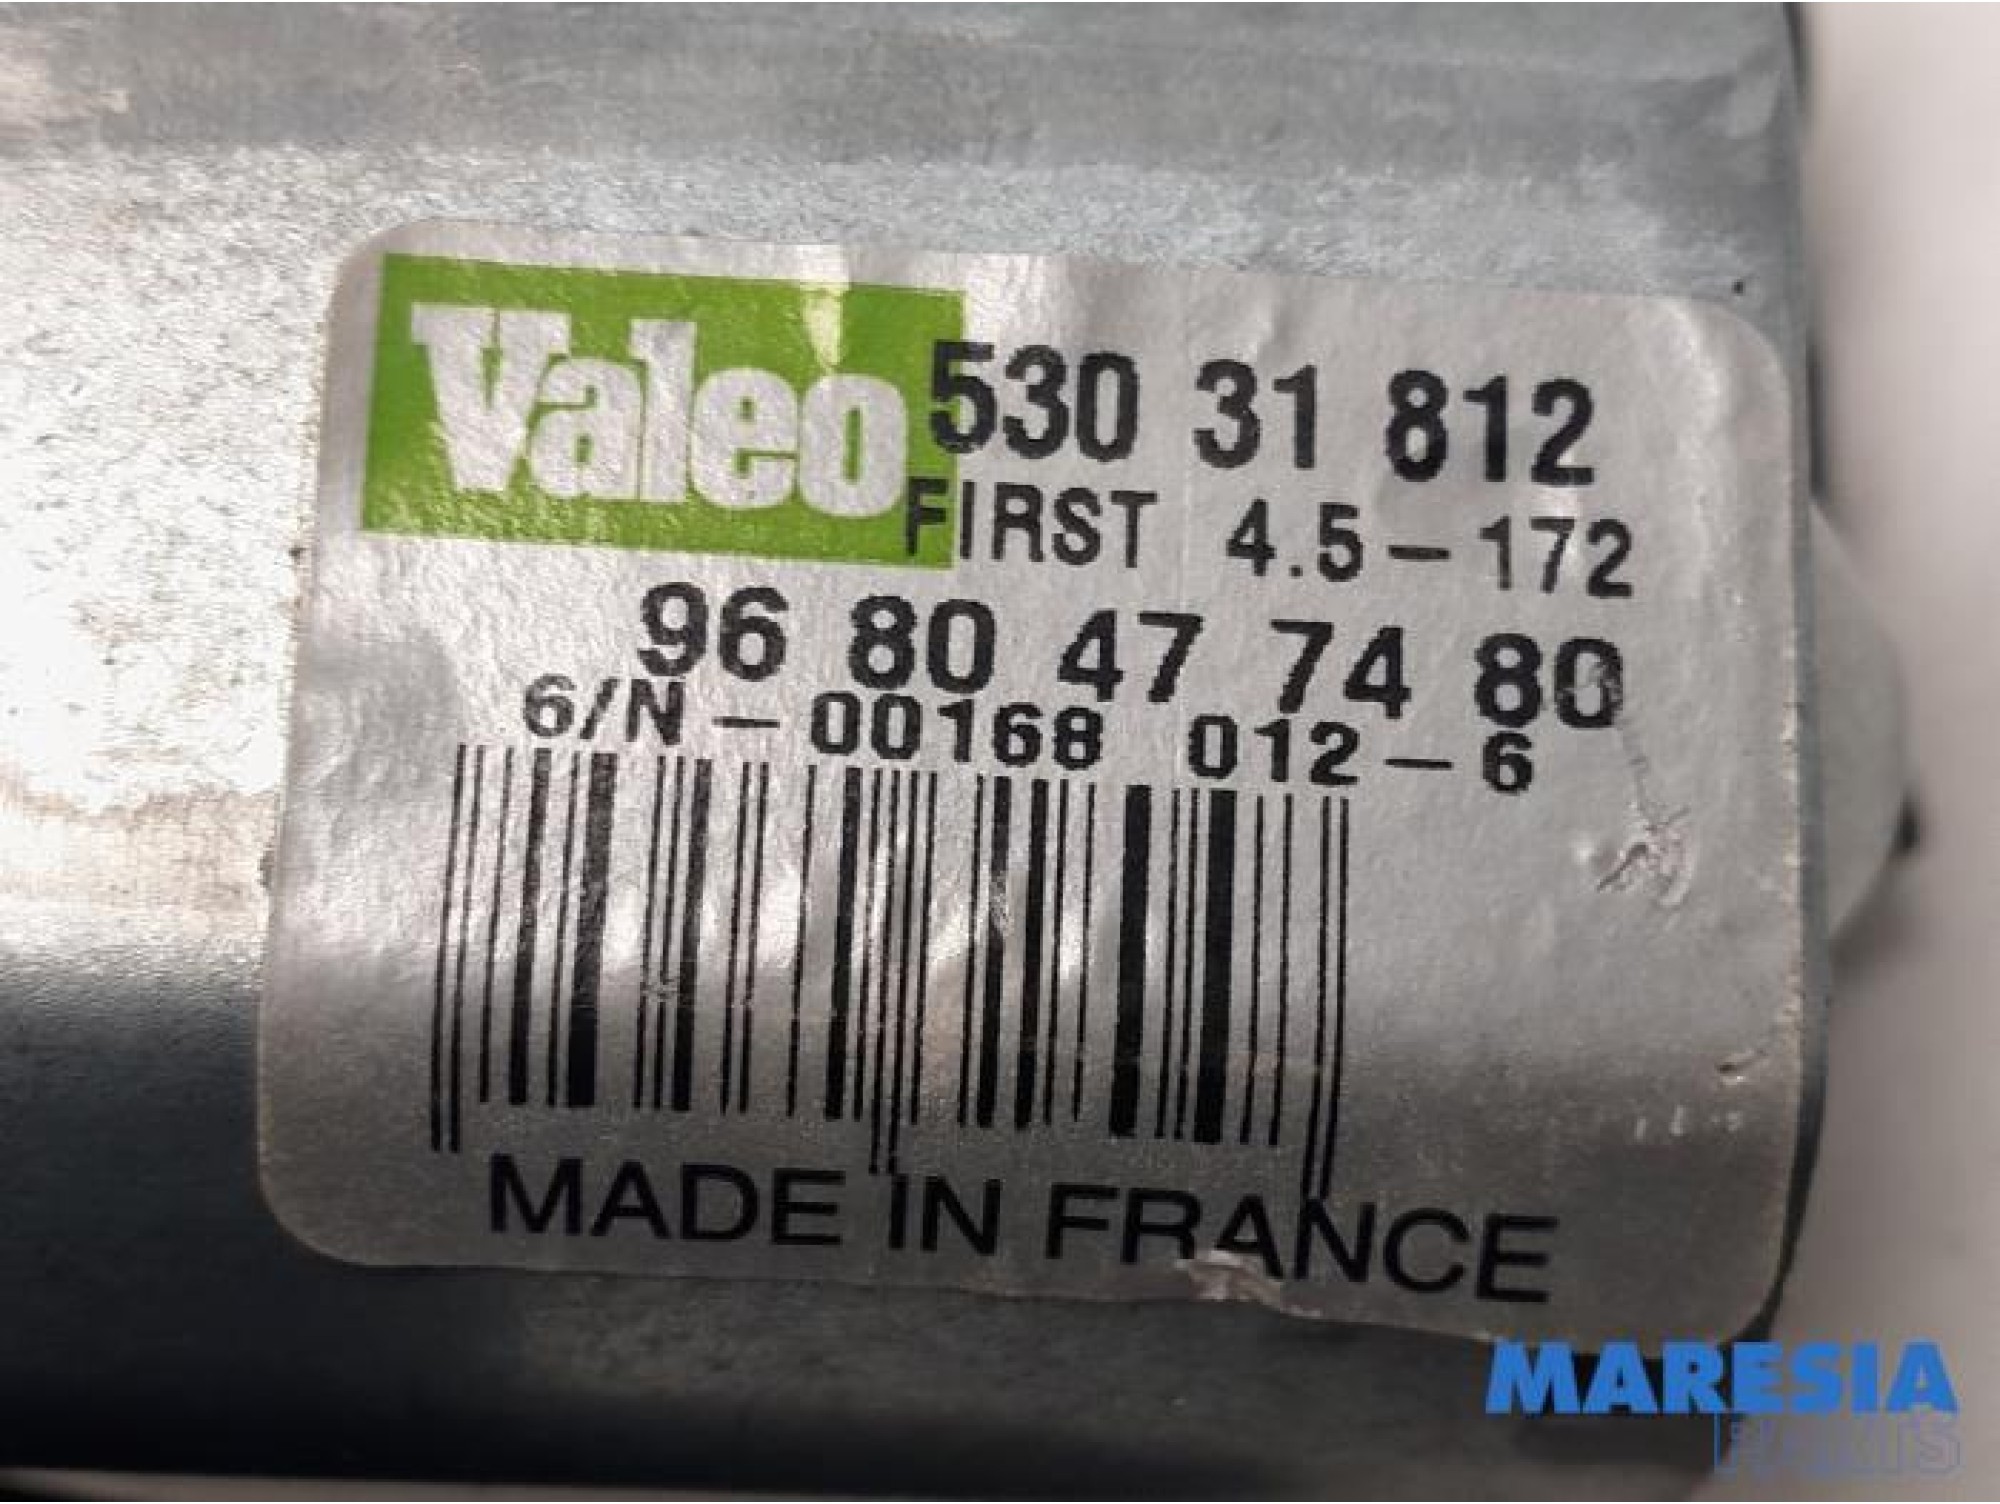 Valeo 530 31 812
FIRST 4.5-172
96 80 47 74 80
6/N-00168 012-6
MADE IN FRANCE
MARESIA
PARTS